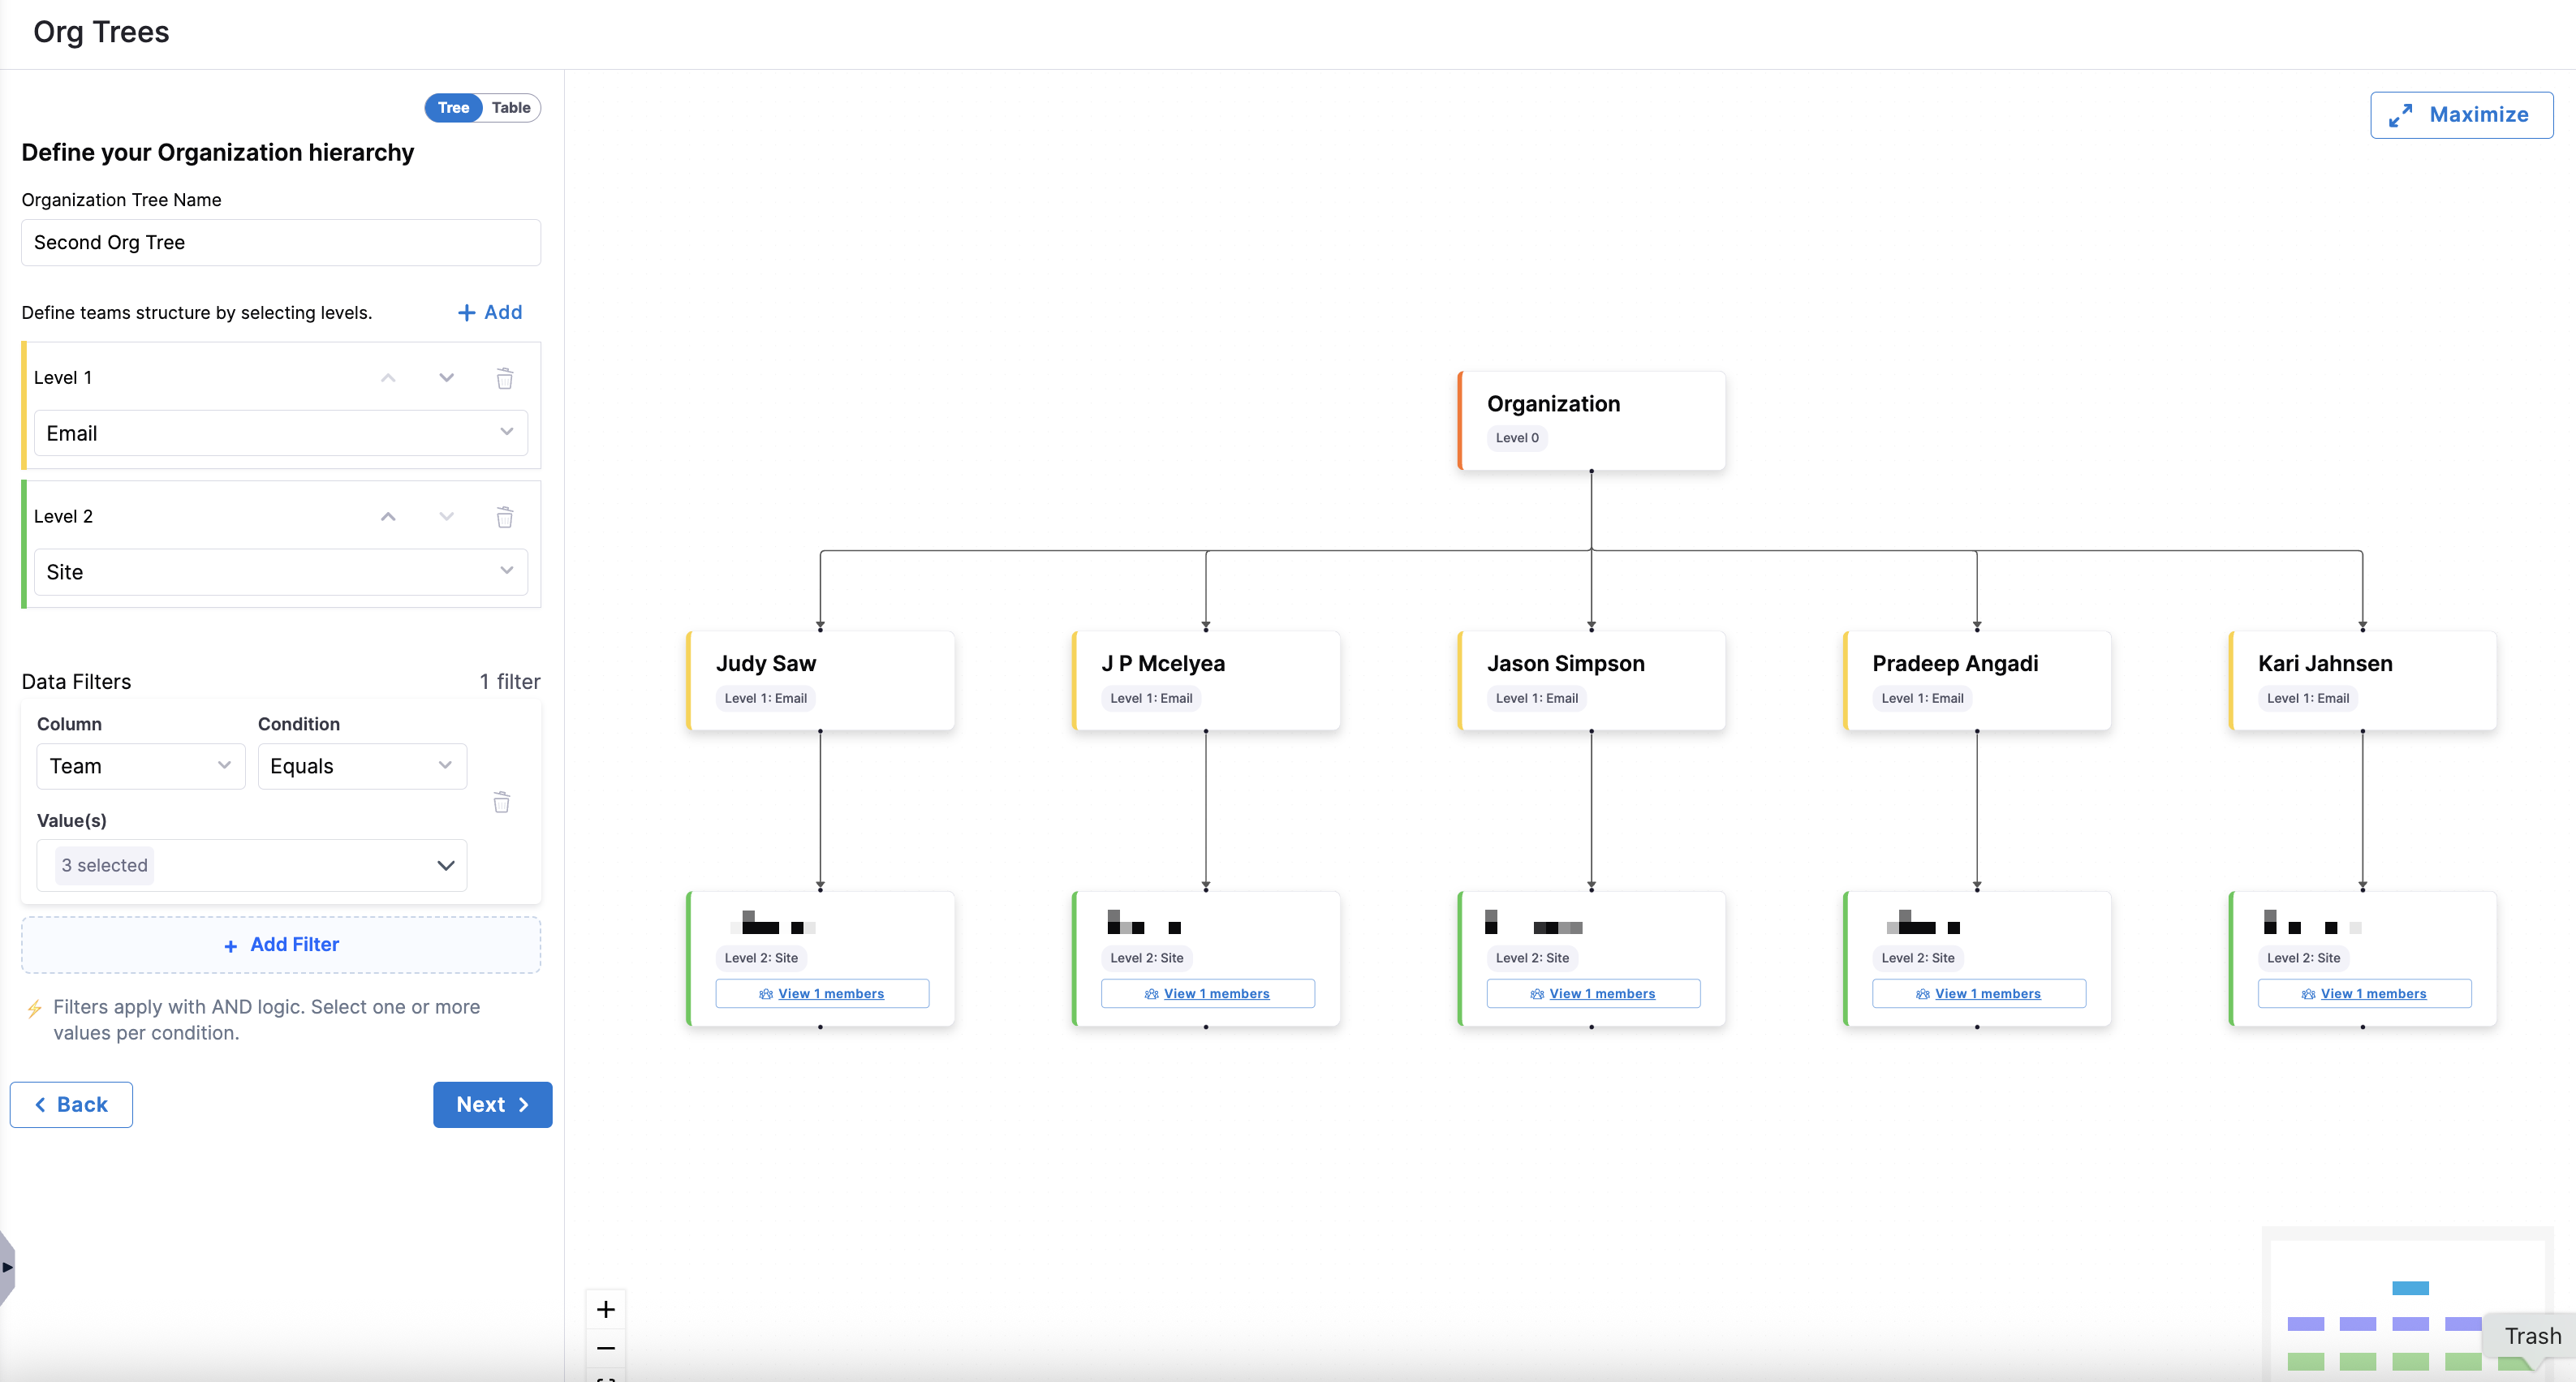 Org Trees
Tree Table
Define your Organization hierarchy
Organization Tree Name
Second Org Tree
Define teams structure by selecting levels.
+ Add
Level 1
Email
Level 2
Site
Data Filters
1 filter
Column
Condition
Team
Equals
Value(s)
3 selected
+ Add Filter
Filters apply with AND logic. Select one or more
values per condition.
Back
Next
Maximize
Organization
Level 0
Judy Saw
Level 1: Email
J P Mcelyea
Level 1: Email
Jason Simpson
Level 1: Email
Pradeep Angadi
Level 1: Email
Kari Jahnsen
Level 1: Email
Level 2: Site
View 1 members
Level 2: Site
View 1 members
Level 2: Site
View 1 members
Level 2: Site
View 1 members
Level 2: Site
View 1 members
Trash